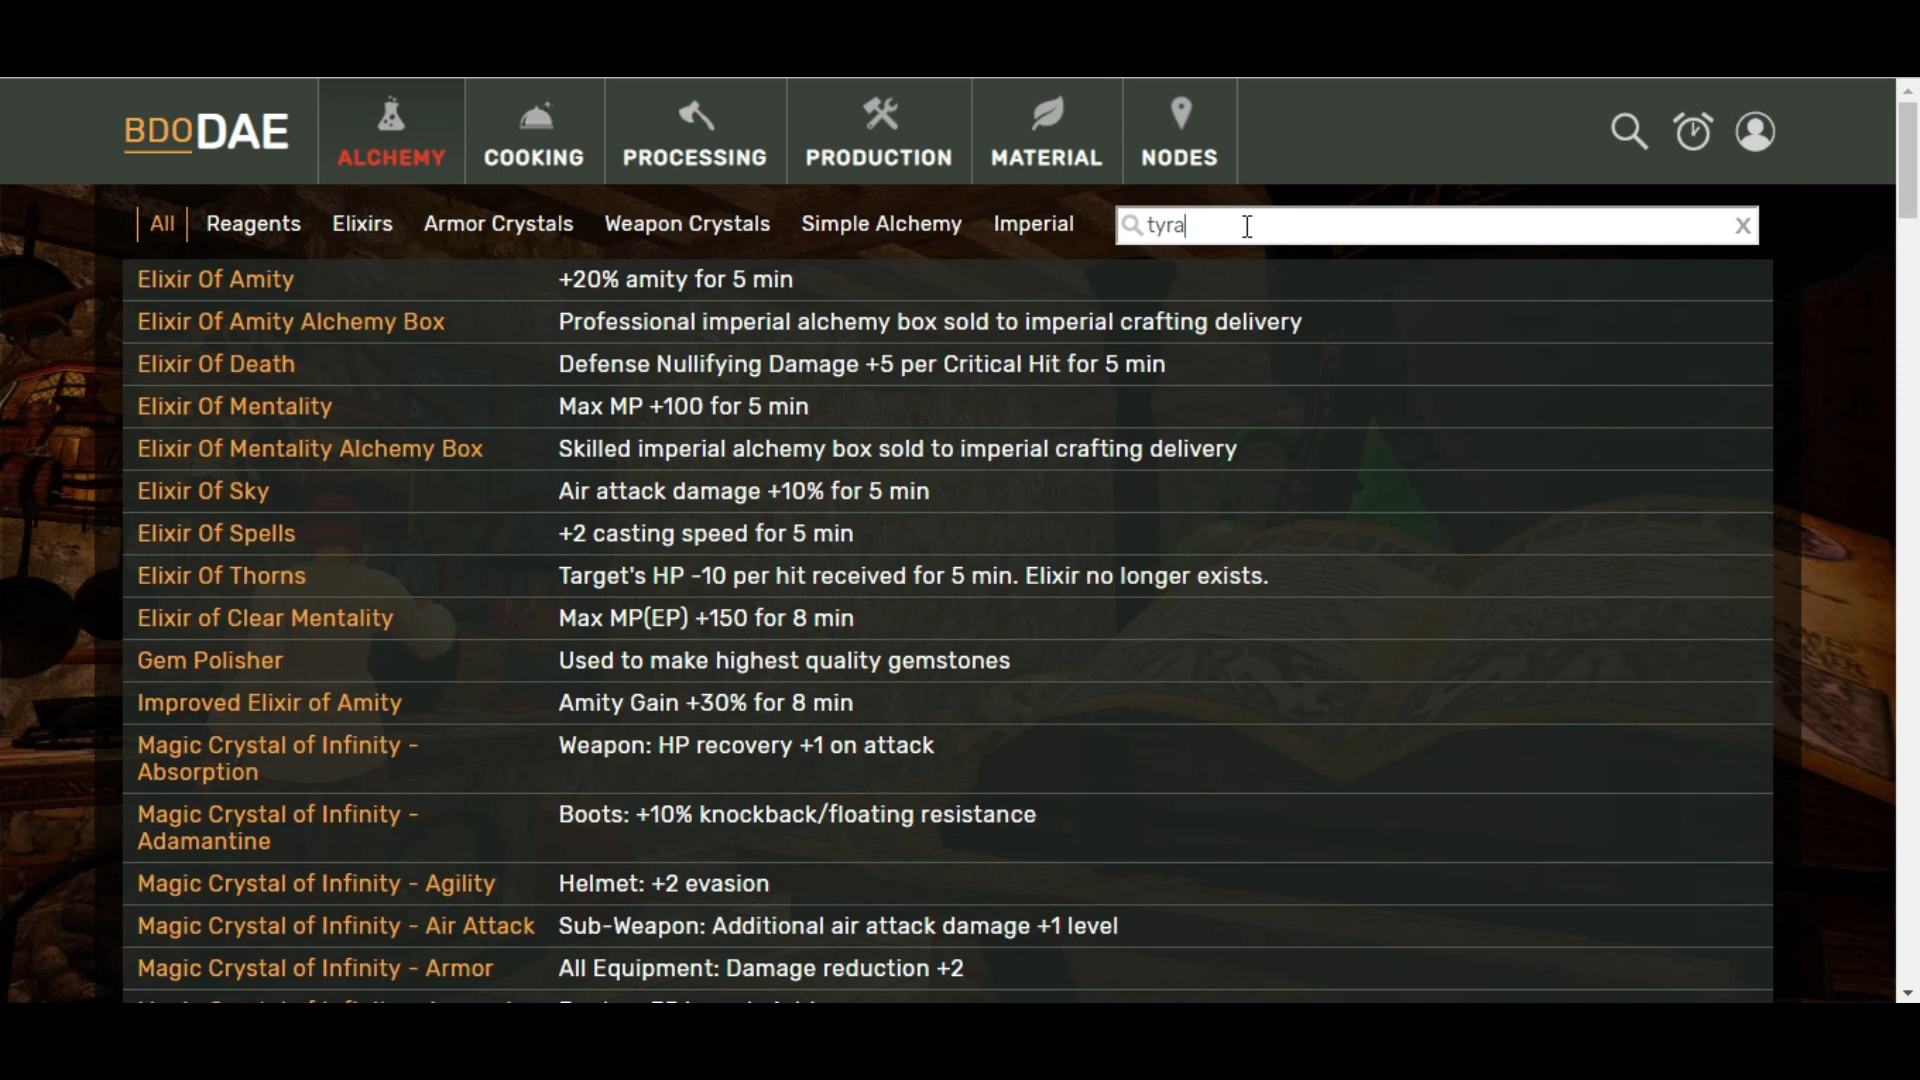 BDODAE
ALCHEMY
COOKING
PROCESSING
PRODUCTION
MATERIAL
NODES
All Reagents Elixirs Armor Crystals Weapon Crystals Simple Alchemy Imperial tyra X
Elixir Of Amity +20% amity for 5 min
Elixir Of Amity Alchemy Box Professional imperial alchemy box sold to imperial crafting delivery
Elixir Of Death Defense Nullifying Damage +5 per Critical Hit for 5 min
Elixir Of Mentality Max MP +100 for 5 min
Elixir Of Mentality Alchemy Box Skilled imperial alchemy box sold to imperial crafting delivery
Elixir Of Sky Air attack damage +10% for 5 min
Elixir Of Spells +2 casting speed for 5 min
Elixir Of Thorns Target's HP -10 per hit received for 5 min. Elixir no longer exists.
Elixir of Clear Mentality Max MP(EP) +150 for 8 min
Gem Polisher Used to make highest quality gemstones
Improved Elixir of Amity Amity Gain +30% for 8 min
Magic Crystal of Infinity - Weapon: HP recovery +1 on attack
Absorption
Magic Crystal of Infinity - Boots: +10% knockback/floating resistance
Adamantine
Magic Crystal of Infinity - Agility Helmet: +2 evasion
Magic Crystal of Infinity - Air Attack Sub-Weapon: Additional air attack damage +1 level
Magic Crystal of Infinity - Armor All Equipment: Damage reduction +2